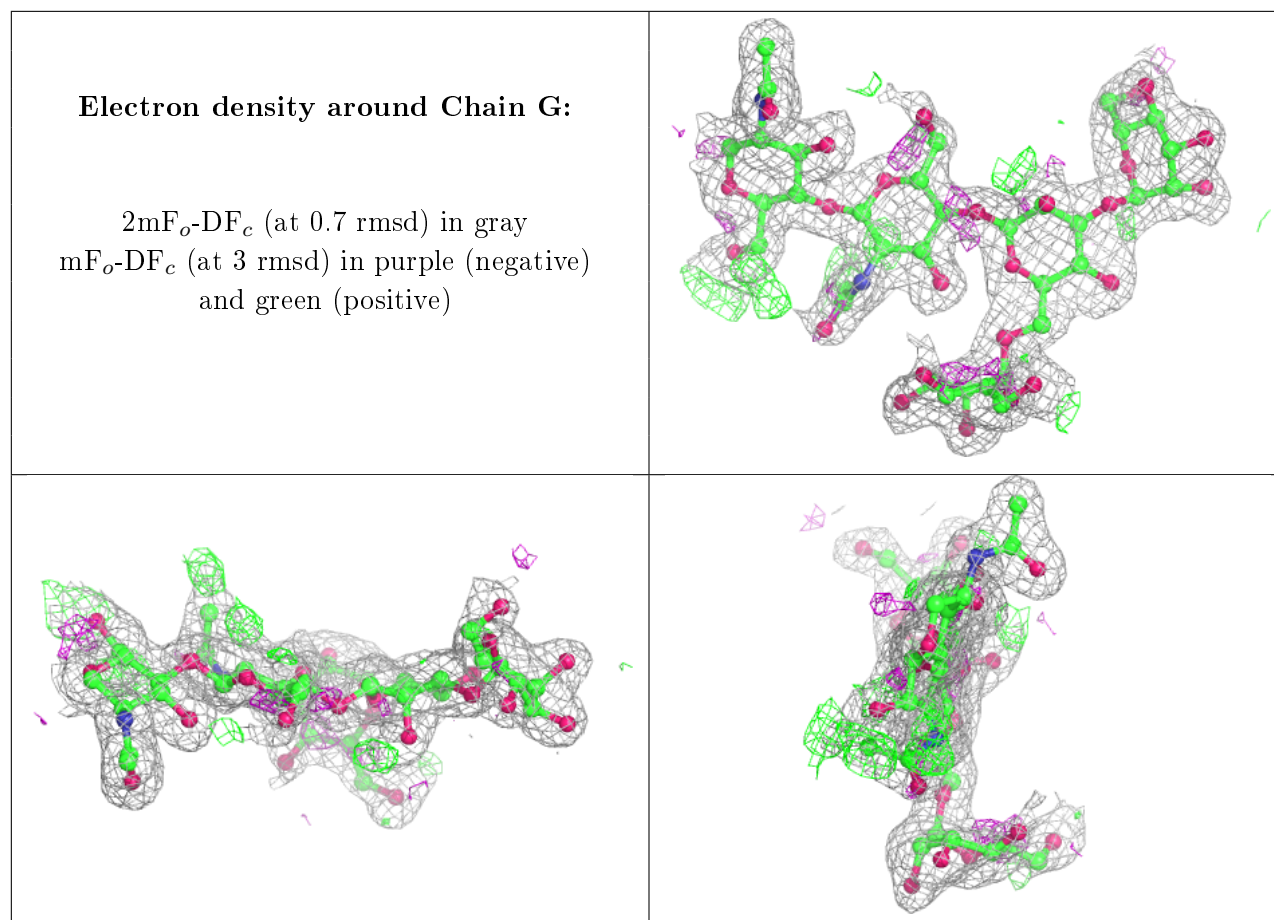 Electron density around Chain G:
2mFₒ-DF𝒸 (at 0.7 rmsd) in gray
mFₒ-DF𝒸 (at 3 rmsd) in purple (negative)
and green (positive)